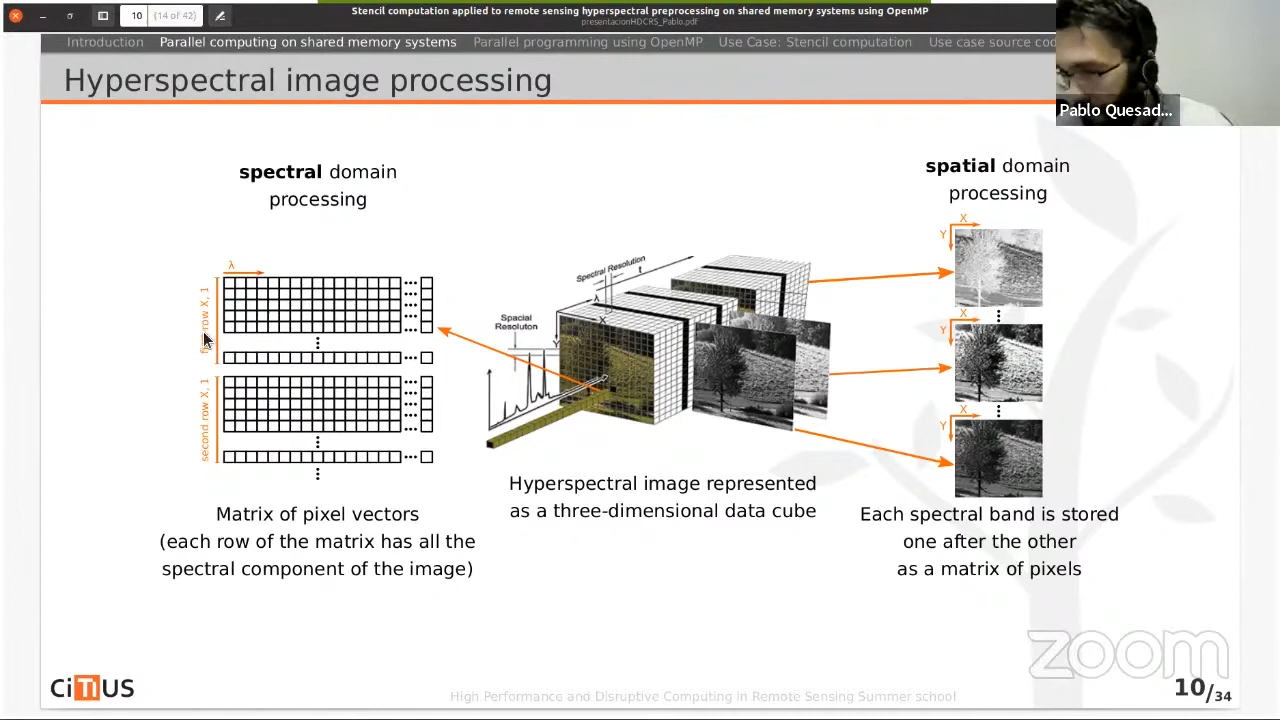 10 (14 of 42)
Stencil computation applied to remote sensing hyperspectral preprocessing on shared memory systems using OpenMP
presentacionHDCRS_Pablo.pdf
Introduction Parallel computing on shared memory systems Parallel programming using OpenMP Use Case: Stencil computation Use case source cod
Hyperspectral image processing
Pablo Quesad...
spectral domain
processing
λ
row X, 1
second row X, 1
Matrix of pixel vectors
(each row of the matrix has all the
spectral component of the image)
Spectral Resolution
t
λ
X
Spacial
Resoluton
Y
Hyperspectral image represented
as a three-dimensional data cube
spatial domain
processing
X
Y
X
Y
X
Y
Each spectral band is stored
one after the other
as a matrix of pixels
zoom
CiTIUS
High Performance and Disruptive Computing in Remote Sensing Summer school
10/34